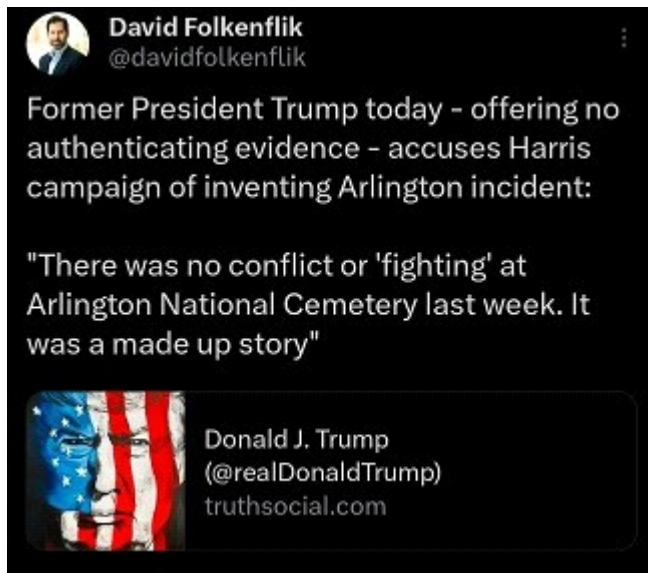 David Folkenflik
@davidfolkenflik
Former President Trump today - offering no
authenticating evidence - accuses Harris
campaign of inventing Arlington incident:
"There was no conflict or 'fighting' at
Arlington National Cemetery last week. It
was a made up story"
Donald J. Trump
(@realDonaldTrump)
truthsocial.com